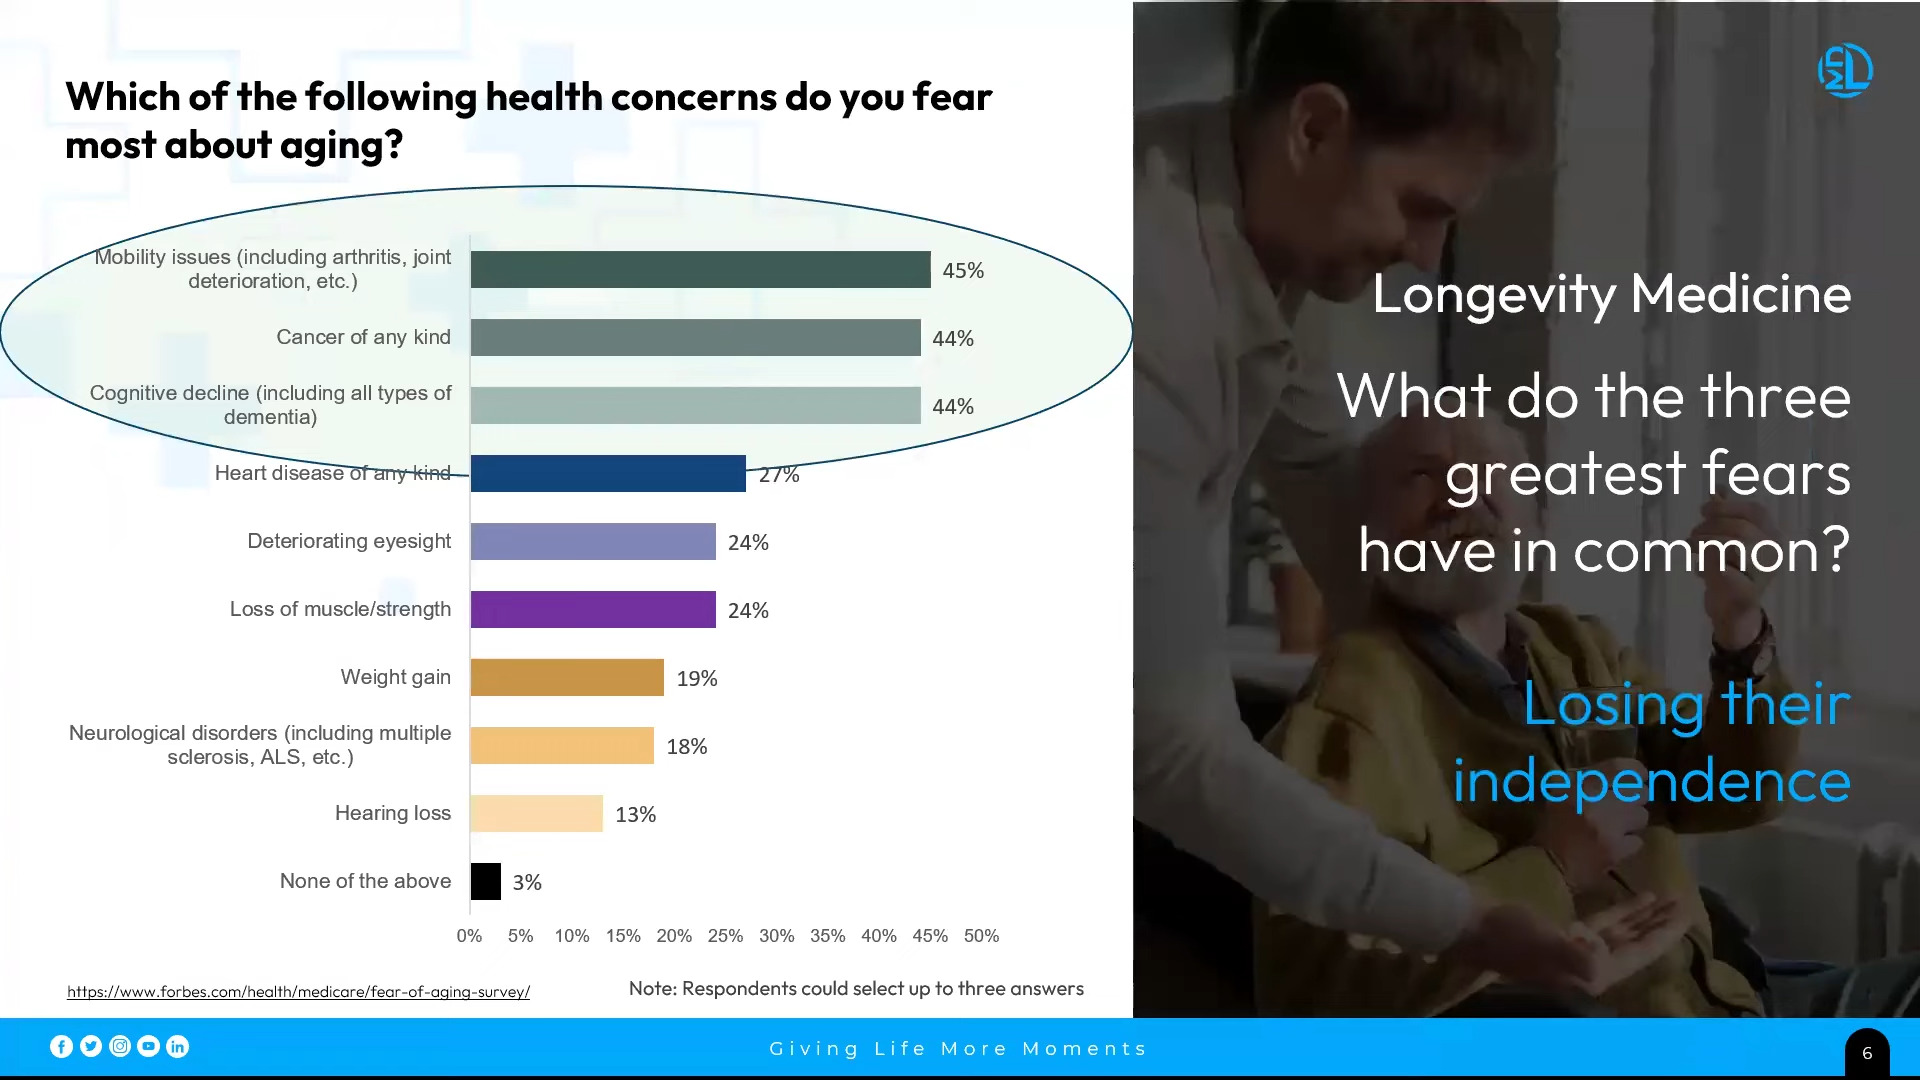 Which of the following health concerns do you fear
most about aging?
Mobility issues (including arthritis, joint
deterioration, etc.)
45%
Cancer of any kind
44%
Cognitive decline (including all types of
dementia)
44%
Heart disease of any kind
27%
Deteriorating eyesight
24%
Loss of muscle/strength
24%
Weight gain
19%
Neurological disorders (including multiple
sclerosis, ALS, etc.)
18%
Hearing loss
13%
None of the above
3%
0% 5% 10% 15% 20% 25% 30% 35% 40% 45% 50%
https://www.forbes.com/health/medicare/fear-of-aging-survey/
Note: Respondents could select up to three answers
Longevity Medicine
What do the three
greatest fears
have in common?
Losing their
independence
Giving Life More Moments
6